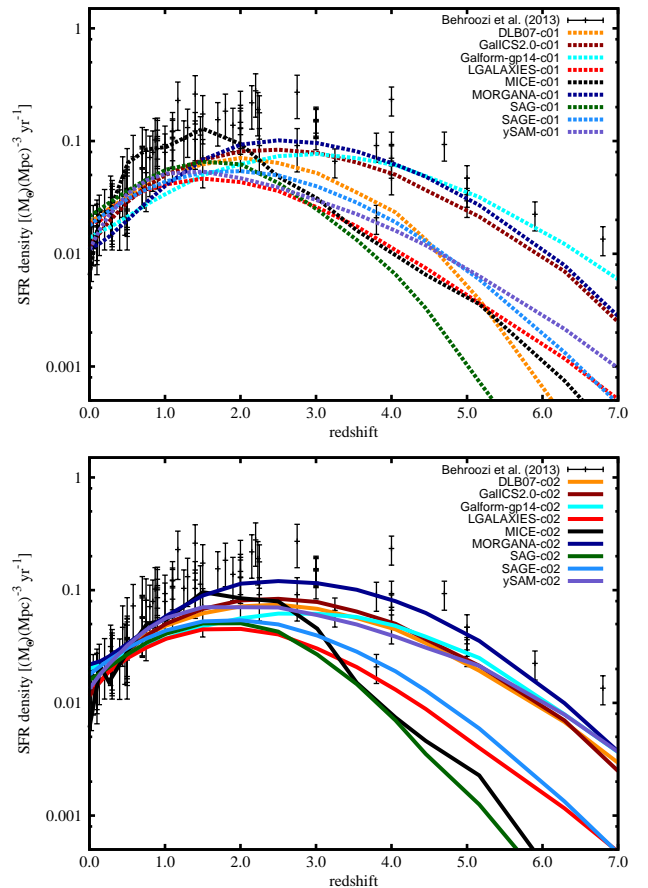 1
0.1
0.01
0.001
SFR density [(M⊙)(Mpc)⁻³ yr⁻¹]
Behroozi et al. (2013)
DLB07-c01
GalICS2.0-c01
Galform-gp14-c01
LGALAXIES-c01
MICE-c01
MORGANA-c01
SAG-c01
SAGE-c01
ySAM-c01
0.0 1.0 2.0 3.0 4.0 5.0 6.0 7.0
redshift
1
0.1
0.01
0.001
SFR density [(M⊙)(Mpc)⁻³ yr⁻¹]
Behroozi et al. (2013)
DLB07-c02
GalICS2.0-c02
Galform-gp14-c02
LGALAXIES-c02
MICE-c02
MORGANA-c02
SAG-c02
SAGE-c02
ySAM-c02
0.0 1.0 2.0 3.0 4.0 5.0 6.0 7.0
redshift